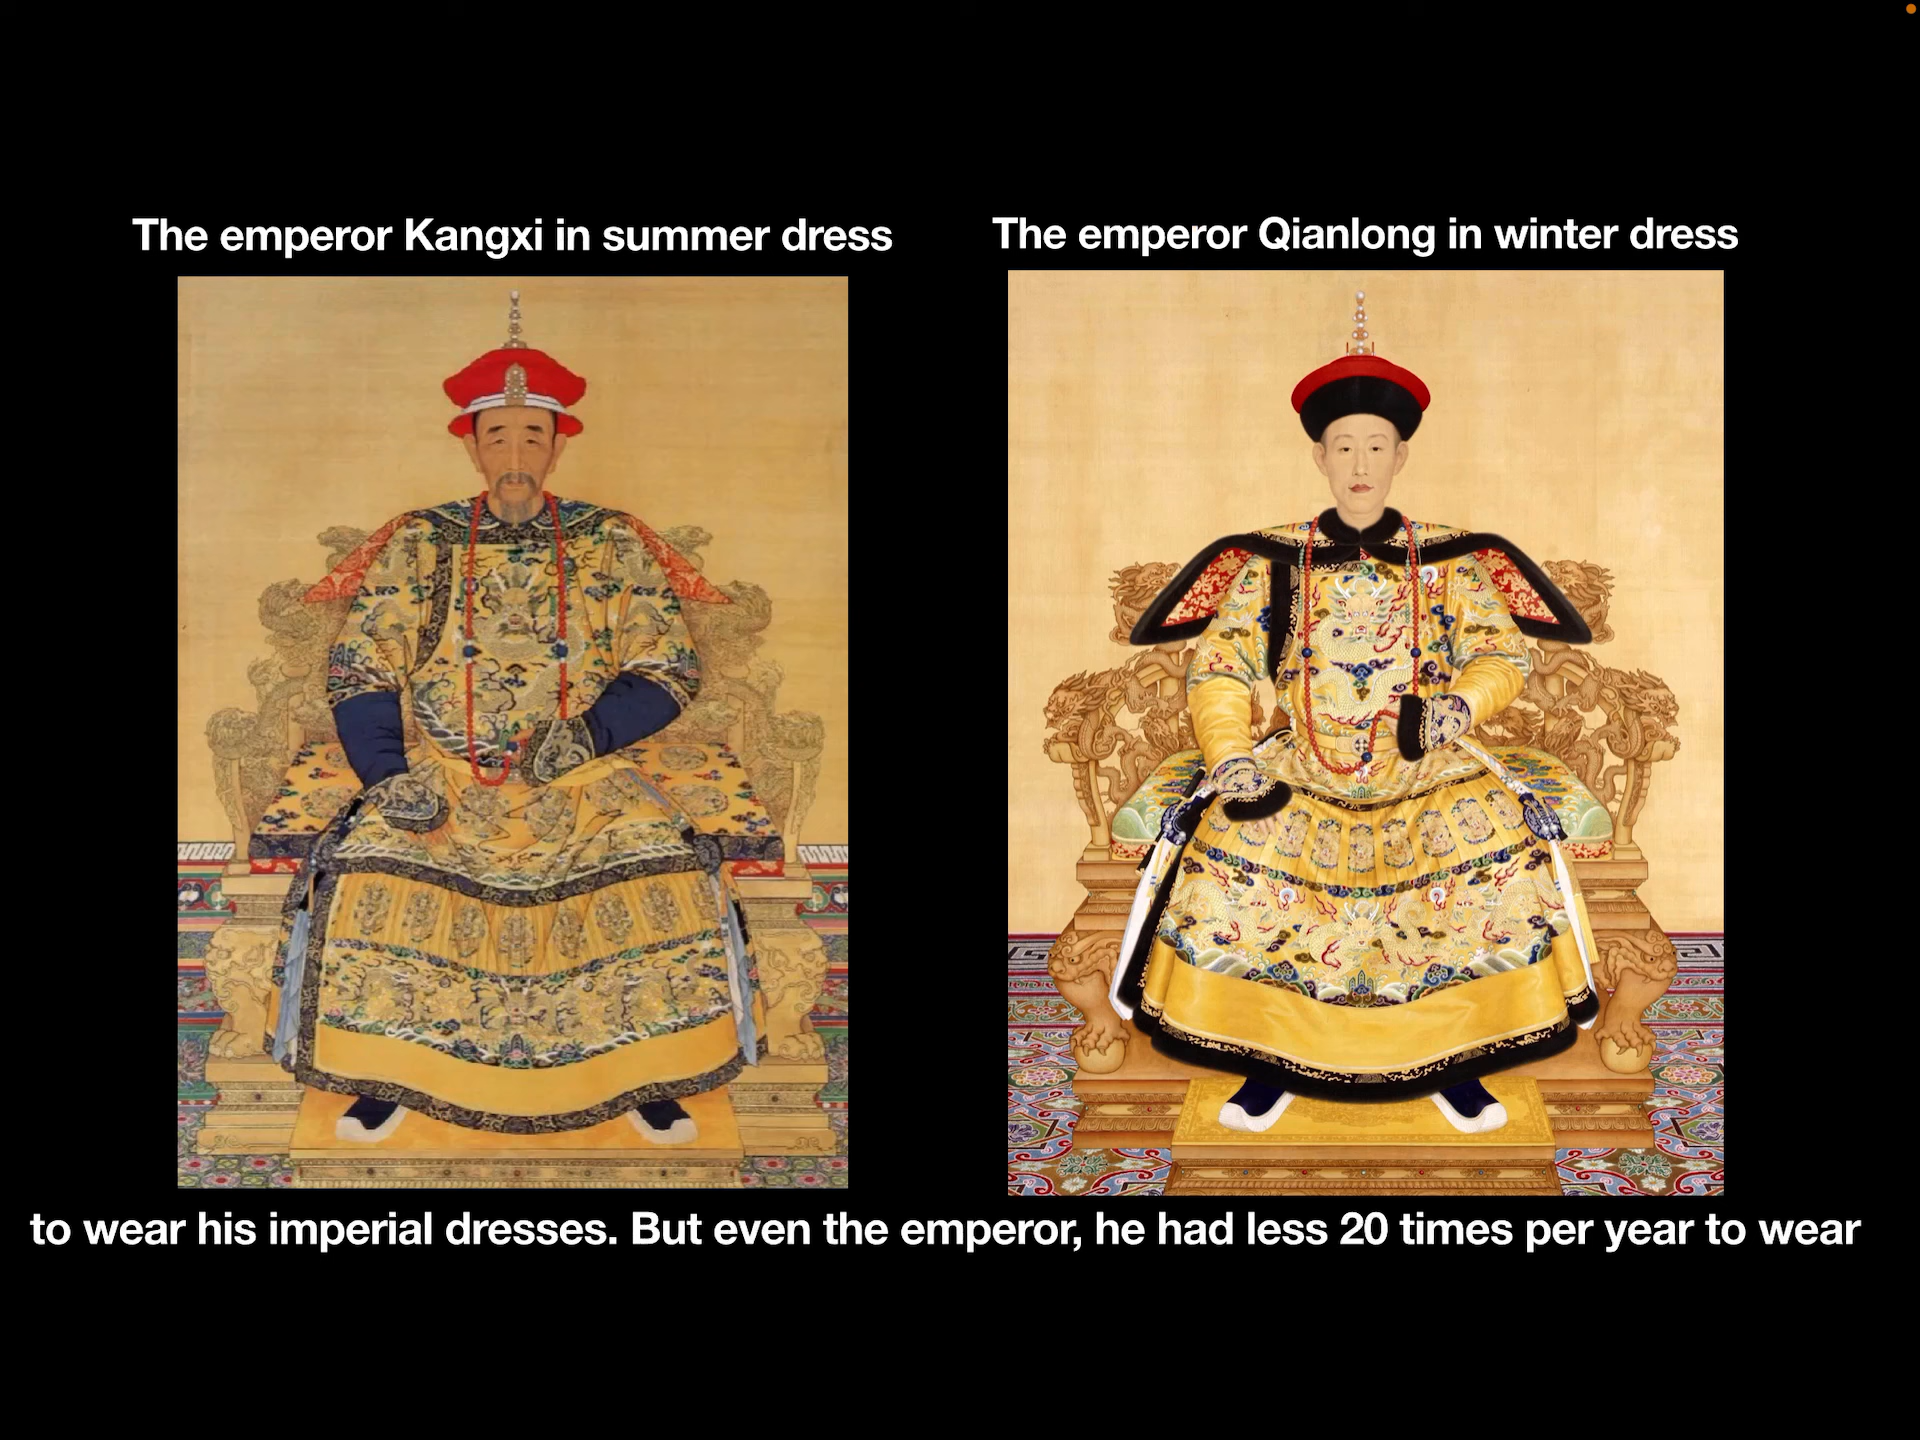 The emperor Kangxi in summer dress
The emperor Qianlong in winter dress
to wear his imperial dresses. But even the emperor, he had less 20 times per year to wear